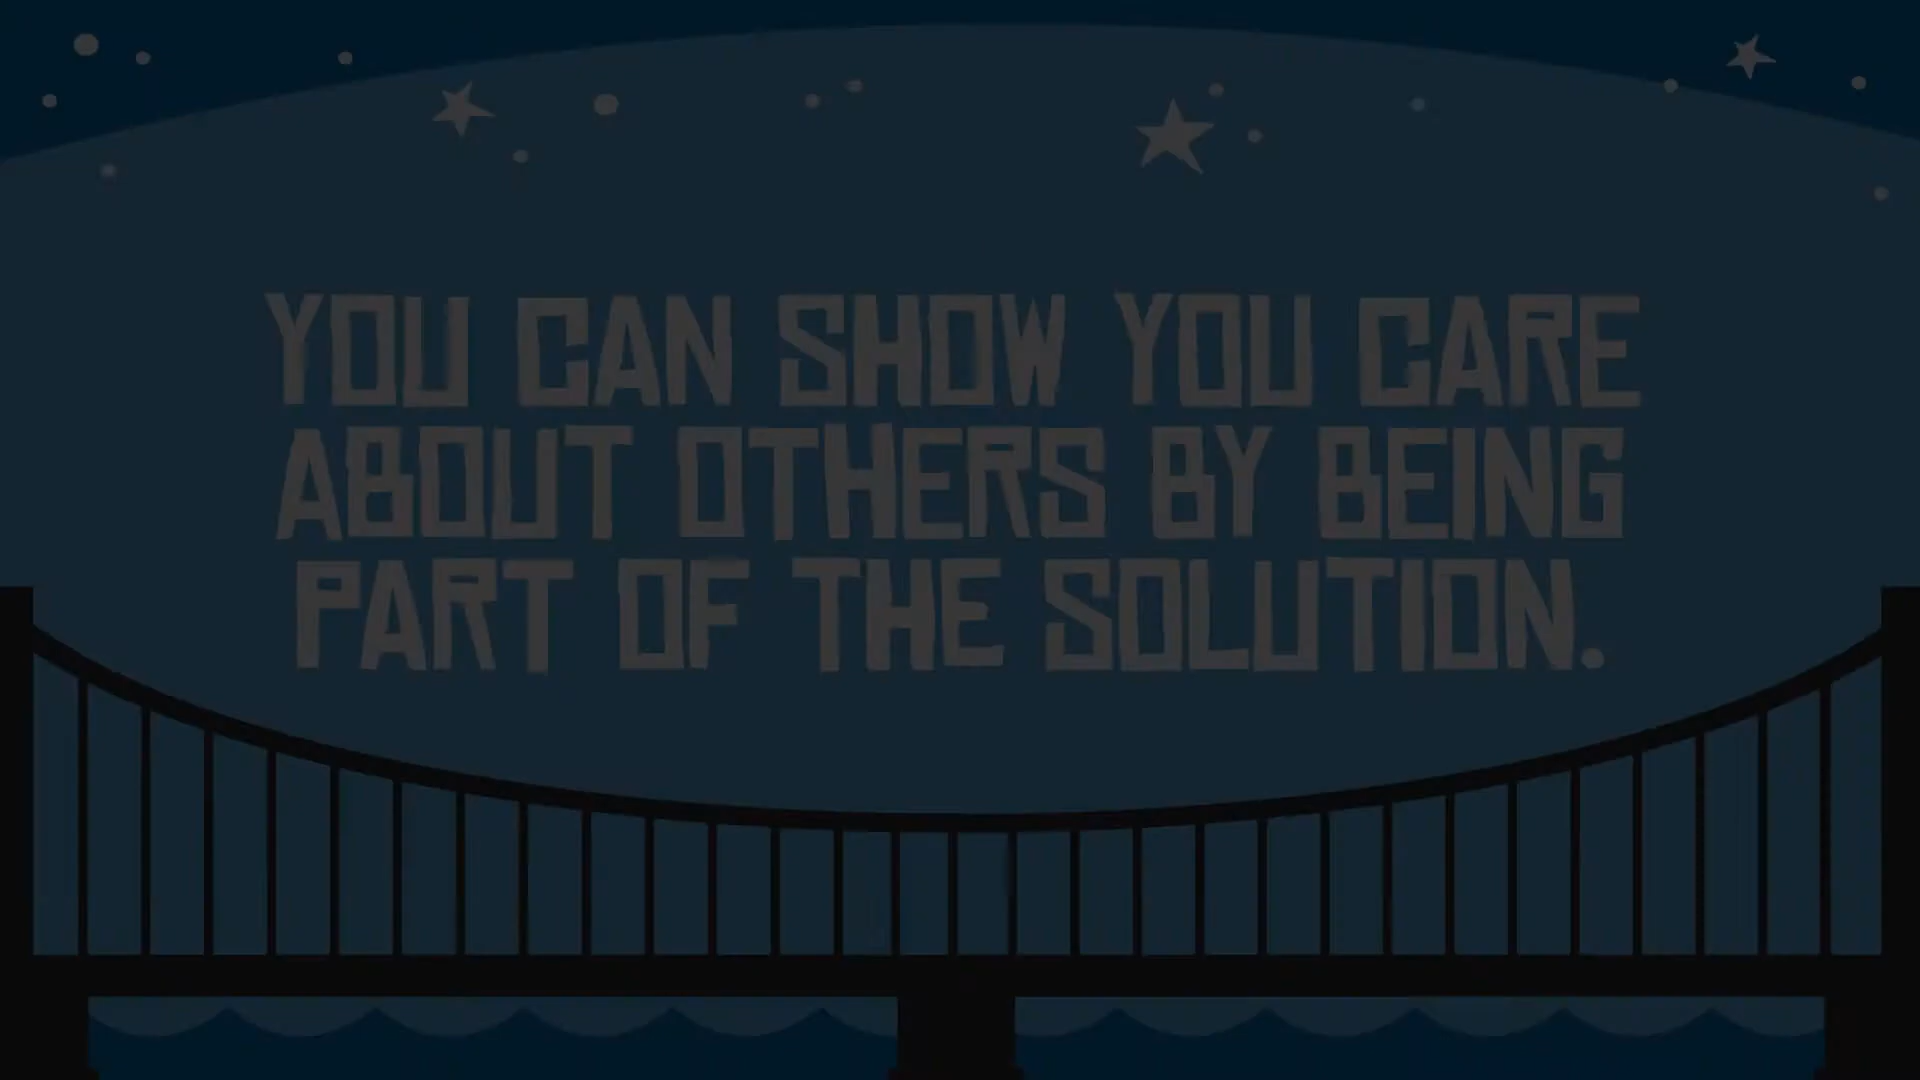 YOU CAN SHOW YOU CARE
ABOUT OTHERS BY BEING
PART OF THE SOLUTION.